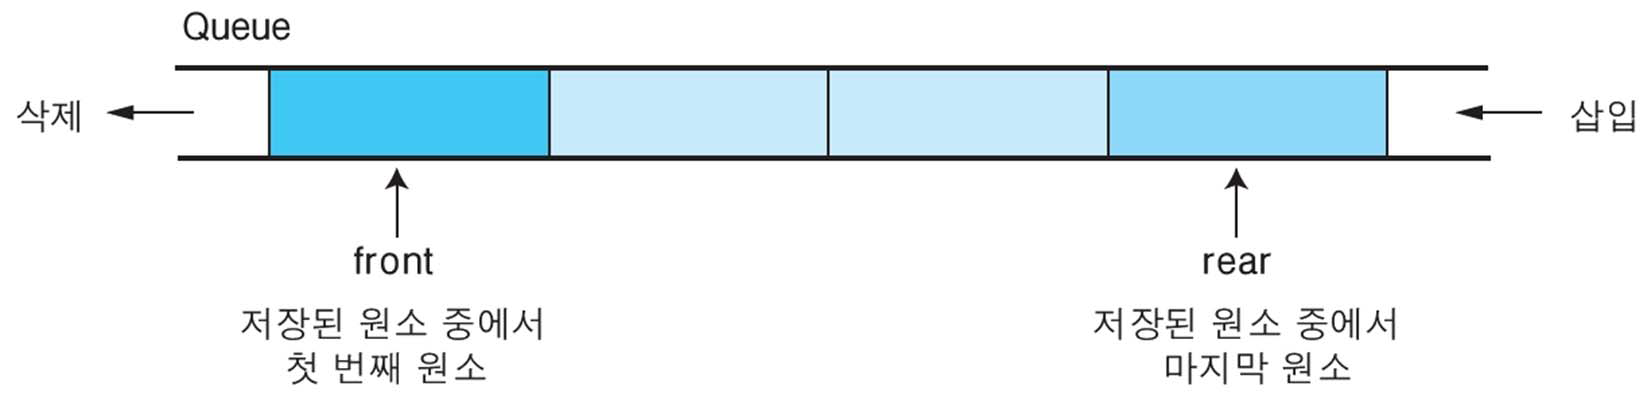 Queue
삭제
삽입
front
저장된 원소 중에서
첫 번째 원소
rear
저장된 원소 중에서
마지막 원소